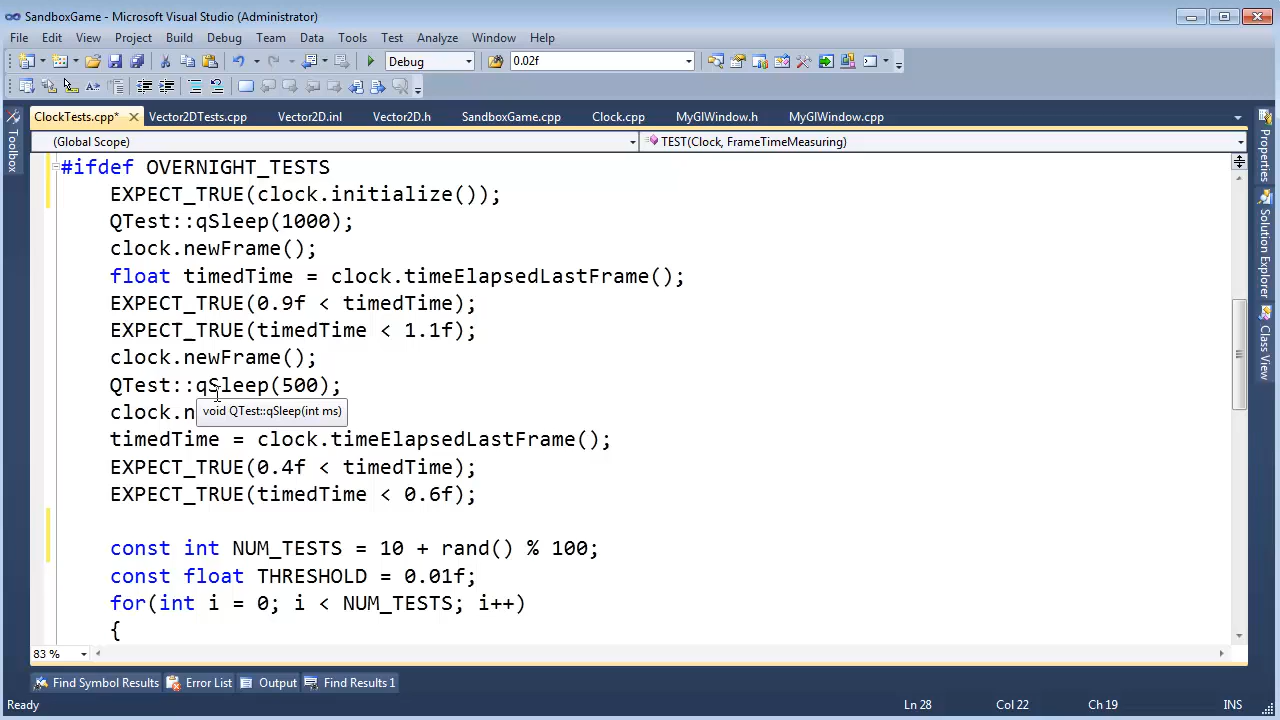 SandboxGame - Microsoft Visual Studio (Administrator)
File Edit View Project Build Debug Team Data Tools Test Analyze Window Help
Debug 0.02f
ClockTests.cpp* Vector2DTests.cpp Vector2D.inl Vector2D.h SandboxGame.cpp Clock.cpp MyGlWindow.h MyGlWindow.cpp
(Global Scope) TEST(Clock, FrameTimeMeasuring)
Toolbox
Properties
Solution Explorer
Class View
#ifdef OVERNIGHT_TESTS
EXPECT_TRUE(clock.initialize());
QTest::qSleep(1000);
clock.newFrame();
float timedTime = clock.timeElapsedLastFrame();
EXPECT_TRUE(0.9f < timedTime);
EXPECT_TRUE(timedTime < 1.1f);
clock.newFrame();
QTest::qSleep(500);
clock.n void QTest::qSleep(int ms)
timedTime = clock.timeElapsedLastFrame();
EXPECT_TRUE(0.4f < timedTime);
EXPECT_TRUE(timedTime < 0.6f);
const int NUM_TESTS = 10 + rand() % 100;
const float THRESHOLD = 0.01f;
for(int i = 0; i < NUM_TESTS; i++)
{
83 %
Find Symbol Results Error List Output Find Results 1
Ready Ln 28 Col 22 Ch 19 INS